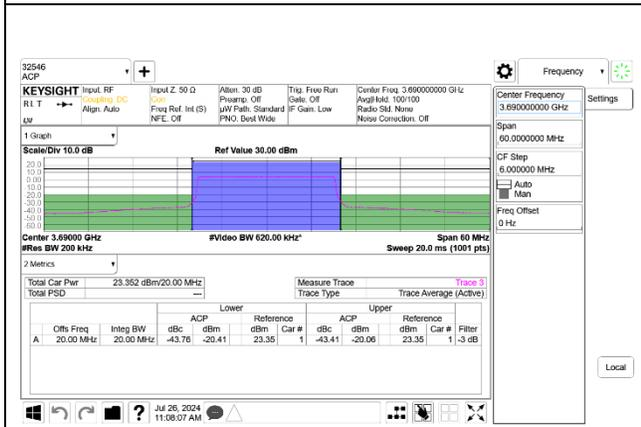 32546
ACP
Frequency
KEYSIGHT
Input: RF
Coupling: DC
Align: Auto
Input Z: 50 Ω
Freq Ref: Int (S)
NFE: Off
Atten: 30 dB
Preamp: Off
µW Path: Standard
PNO: Best Wide
Trig: Free Run
Gate: Off
IF Gain: Low
Center Freq: 3.690000000 GHz
Avg|Hold: 100/100
Radio Std: None
Noise Correction: Off
Center Frequency
3.690000000 GHz
Settings
Span
60.0000000 MHz
CF Step
6.000000 MHz
Auto
Man
Freq Offset
0 Hz
1 Graph
Scale/Div 10.0 dB
Ref Value 30.00 dBm
20.0
10.0
0.00
-10.0
-20.0
-30.0
-40.0
-50.0
-60.0
Center 3.69000 GHz
#Video BW 620.00 kHz*
Span 60 MHz
#Res BW 200 kHz
Sweep 20.0 ms (1001 pts)
2 Metrics
Total Car Pwr 23.352 dBm/20.00 MHz
Total PSD ---
Measure Trace Trace 3
Trace Type Trace Average (Active)
Lower Upper
ACP Reference ACP Reference
Offs Freq Integ BW dBc dBm dBm Car # dBc dBm dBm Car # Filter
A 20.00 MHz 20.00 MHz -43.76 -20.41 23.35 1 -43.41 -20.06 23.35 1 -3 dB
Local
Jul 26, 2024
11:08:07 AM